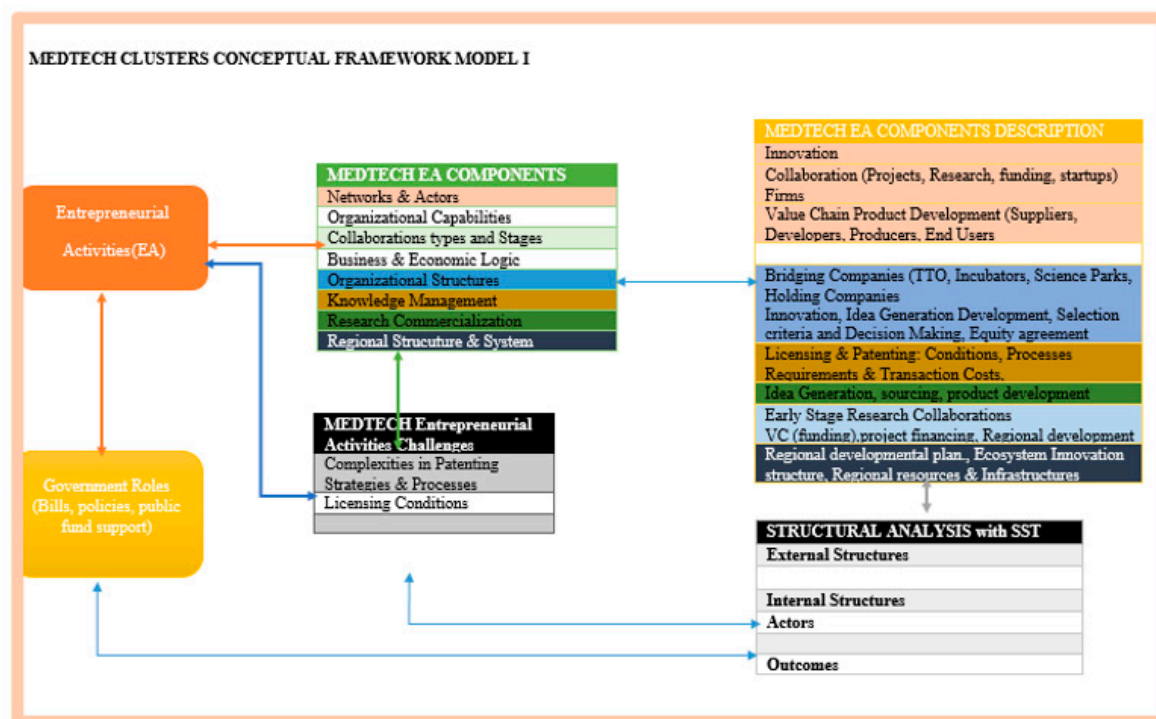 MEDTECH CLUSTERS CONCEPTUAL FRAMEWORK MODEL I
Entrepreneurial
Activities(EA)
Government Roles
(Bills, policies, public
fund support)
MEDTECH EA COMPONENTS
Networks & Actors
Organizational Capabilities
Collaborations types and Stages
Business & Economic Logic
Organizational Structures
Knowledge Management
Research Commercialization
Regional Strucuture & System
MEDTECH Entrepreneurial
Activities Challenges
Complexities in Patenting
Strategies & Processes
Licensing Conditions
MEDTECH EA COMPONENTS DESCRIPTION
Innovation
Collaboration (Projects, Research, funding, startups)
Firms
Value Chain Product Development (Suppliers,
Developers, Producers, End Users
Bridging Companies (TTO, Incubators, Science Parks,
Holding Companies
Innovation, Idea Generation Development, Selection
criteria and Decision Making, Equity agreement
Licensing & Patenting: Conditions, Processes
Requirements & Transaction Costs,
Idea Generation, sourcing, product development
Early Stage Research Collaborations
VC (funding),project financing, Regional development
Regional developmental plan., Ecosystem Innovation
structure, Regional resources & Infrastructures
STRUCTURAL ANALYSIS with SST
External Structures
Internal Structures
Actors
Outcomes